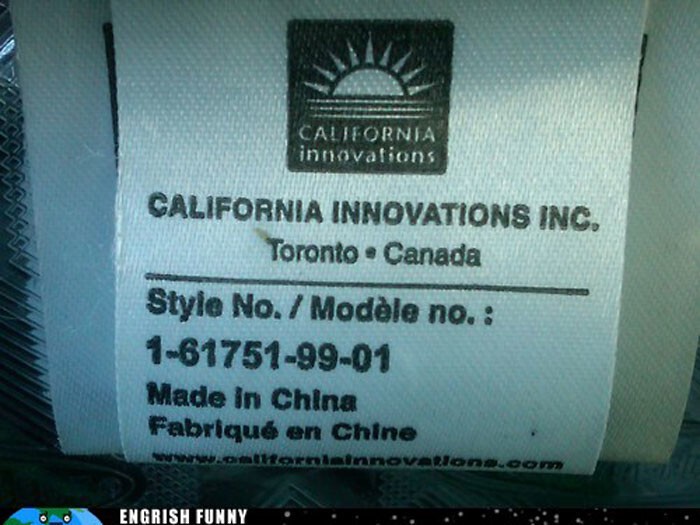 CALIFORNIA
innovations
CALIFORNIA INNOVATIONS INC.
Toronto • Canada
Style No. / Modèle no. :
1-61751-99-01
Made in China
Fabriqué en Chine
www.californiainnovations.com
ENGRISH FUNNY